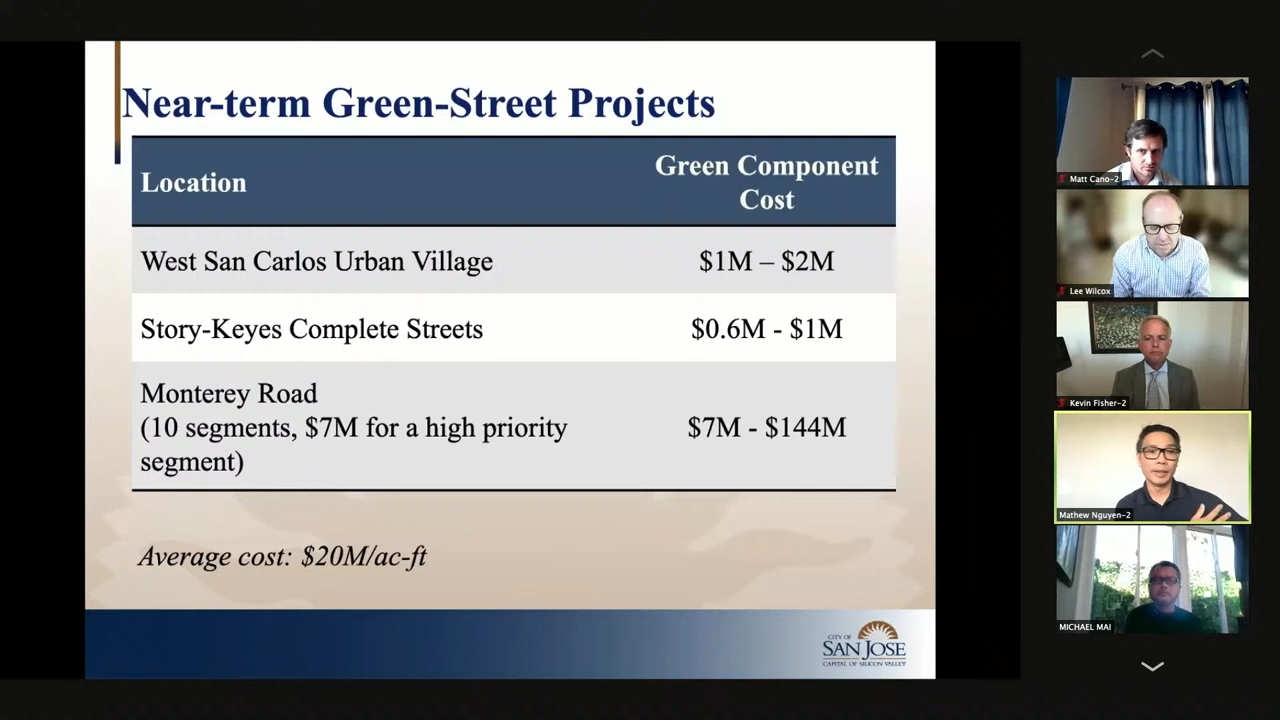 Near-term Green-Street Projects
Location
Green Component
Cost
West San Carlos Urban Village
$1M – $2M
Story-Keyes Complete Streets
$0.6M - $1M
Monterey Road
(10 segments, $7M for a high priority
segment)
$7M - $144M
Average cost: $20M/ac-ft
CITY OF
SAN JOSE
CAPITAL OF SILICON VALLEY
Matt Cano-2
Lee Wilcox
Kevin Fisher-2
Mathew Nguyen-2
MICHAEL MAI